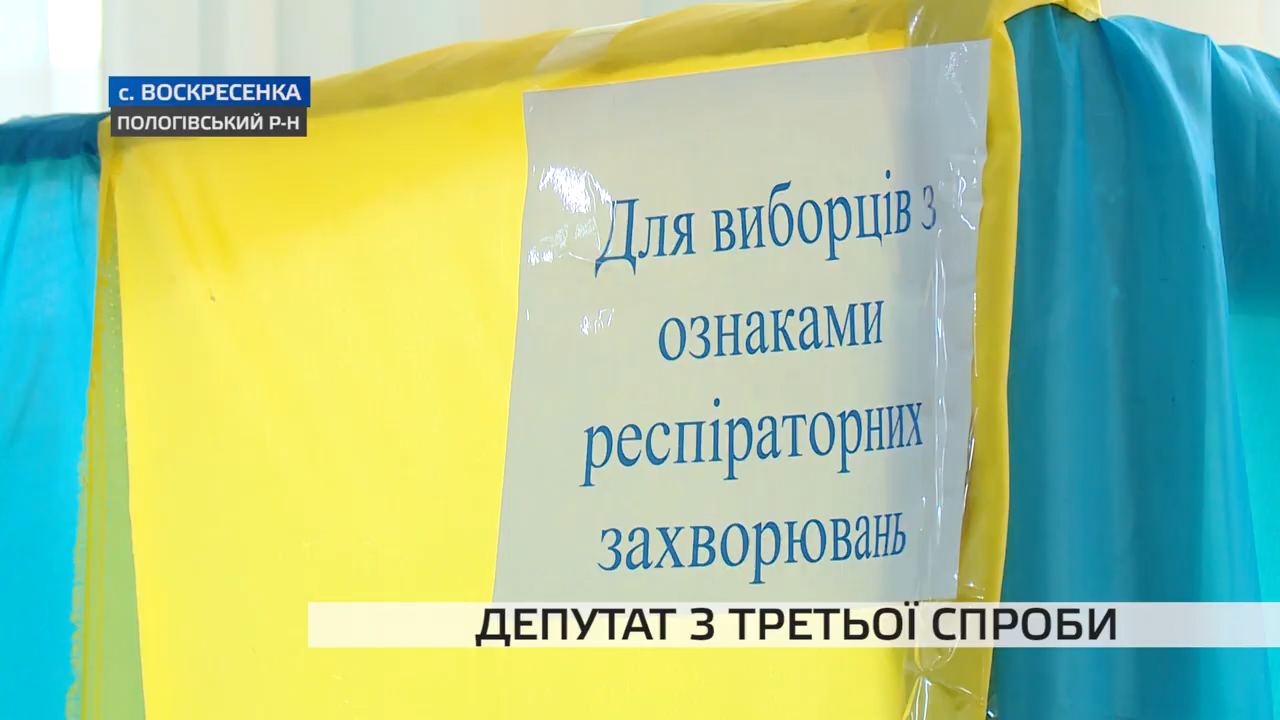 с. ВОСКРЕСЕНКА
ПОЛОГІВСЬКИЙ Р-Н
Для виборців з
ознаками
респіраторних
захворювань
ДЕПУТАТ З ТРЕТЬОЇ СПРОБИ